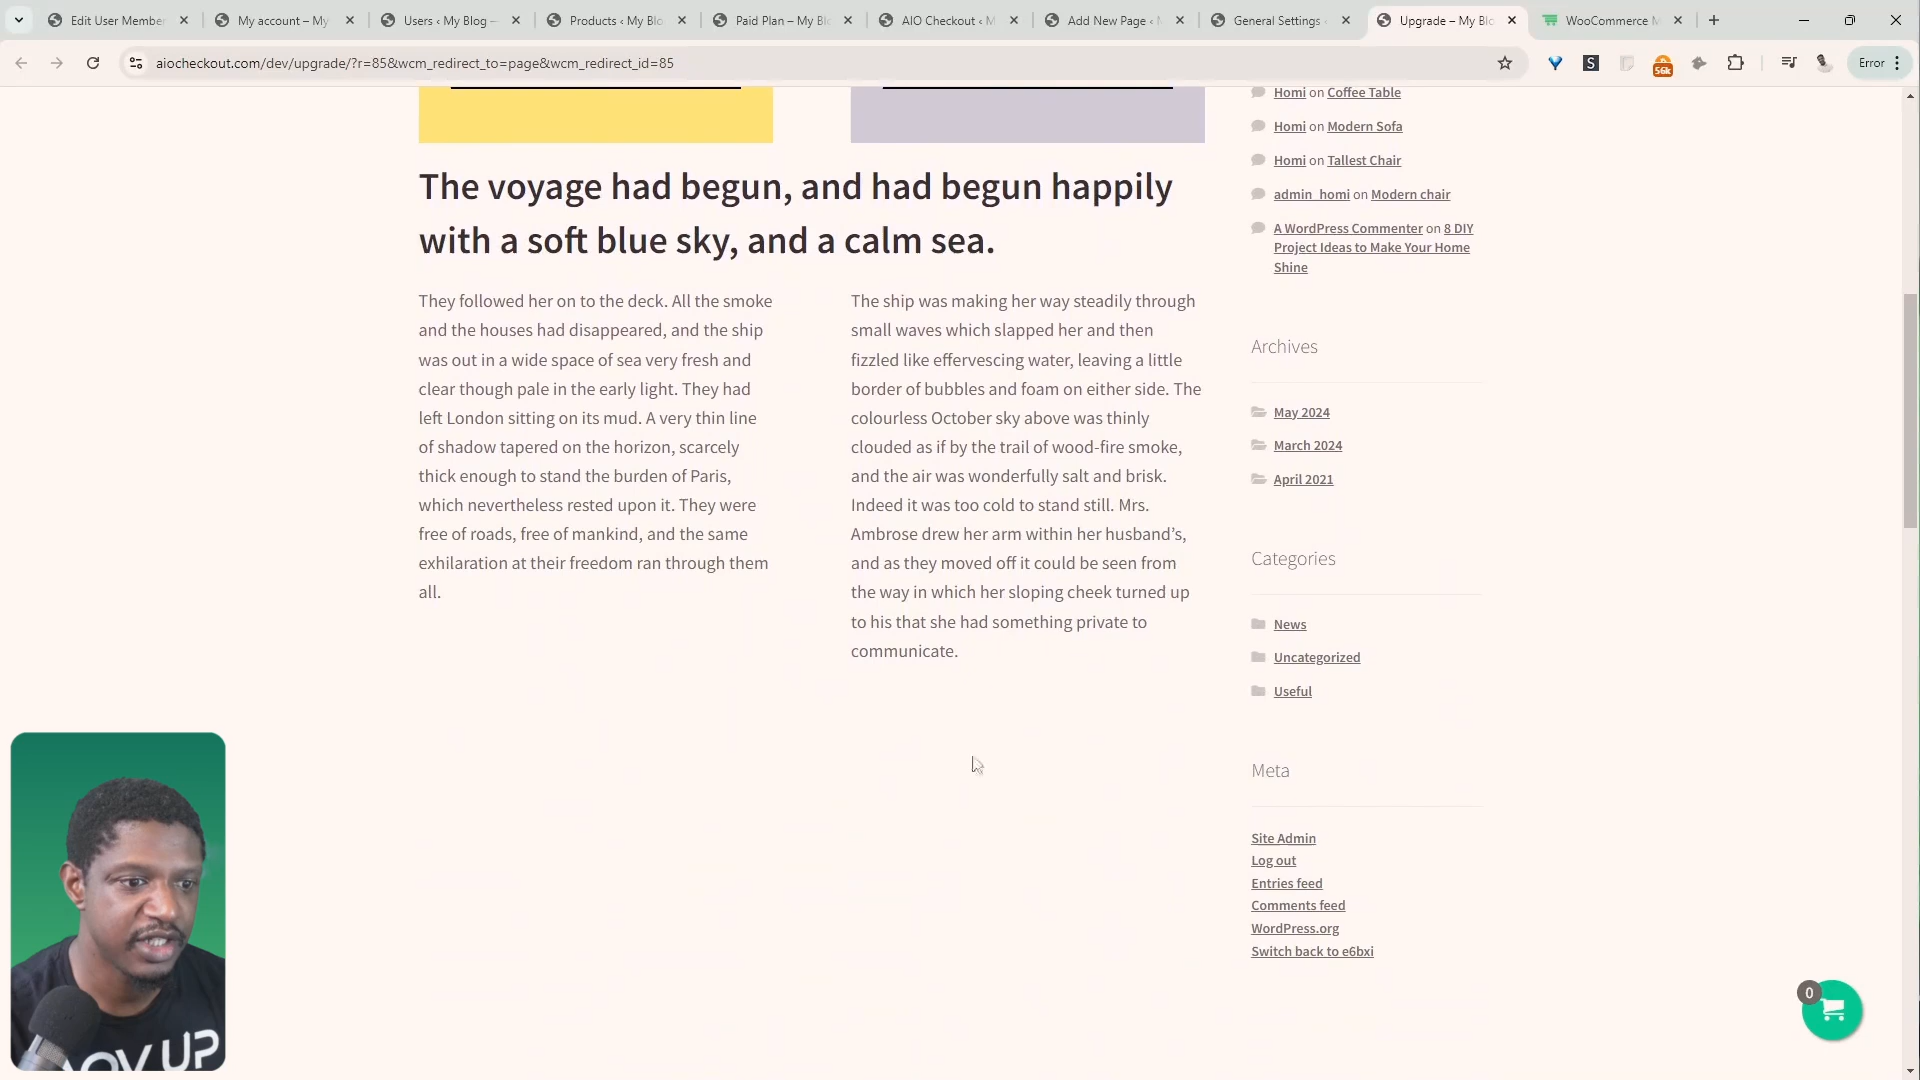 Edit User Member
My account – My
Users ‹ My Blog —
Products ‹ My Blo
Paid Plan – My Bl
AIO Checkout ‹ M
Add New Page ‹
General Settings ‹
Upgrade – My Blo
WooCommerce M
aiocheckout.com/dev/upgrade/?r=85&wcm_redirect_to=page&wcm_redirect_id=85
S
56k
Error
The voyage had begun, and had begun happily
with a soft blue sky, and a calm sea.
They followed her on to the deck. All the smoke
and the houses had disappeared, and the ship
was out in a wide space of sea very fresh and
clear though pale in the early light. They had
left London sitting on its mud. A very thin line
of shadow tapered on the horizon, scarcely
thick enough to stand the burden of Paris,
which nevertheless rested upon it. They were
free of roads, free of mankind, and the same
exhilaration at their freedom ran through them
all.
The ship was making her way steadily through
small waves which slapped her and then
fizzled like effervescing water, leaving a little
border of bubbles and foam on either side. The
colourless October sky above was thinly
clouded as if by the trail of wood-fire smoke,
and the air was wonderfully salt and brisk.
Indeed it was too cold to stand still. Mrs.
Ambrose drew her arm within her husband’s,
and as they moved off it could be seen from
the way in which her sloping cheek turned up
to his that she had something private to
communicate.
Homi on Coffee Table
Homi on Modern Sofa
Homi on Tallest Chair
admin_homi on Modern chair
A WordPress Commenter on 8 DIY
Project Ideas to Make Your Home
Shine
Archives
May 2024
March 2024
April 2021
Categories
News
Uncategorized
Useful
Meta
Site Admin
Log out
Entries feed
Comments feed
WordPress.org
Switch back to e6bxi
0